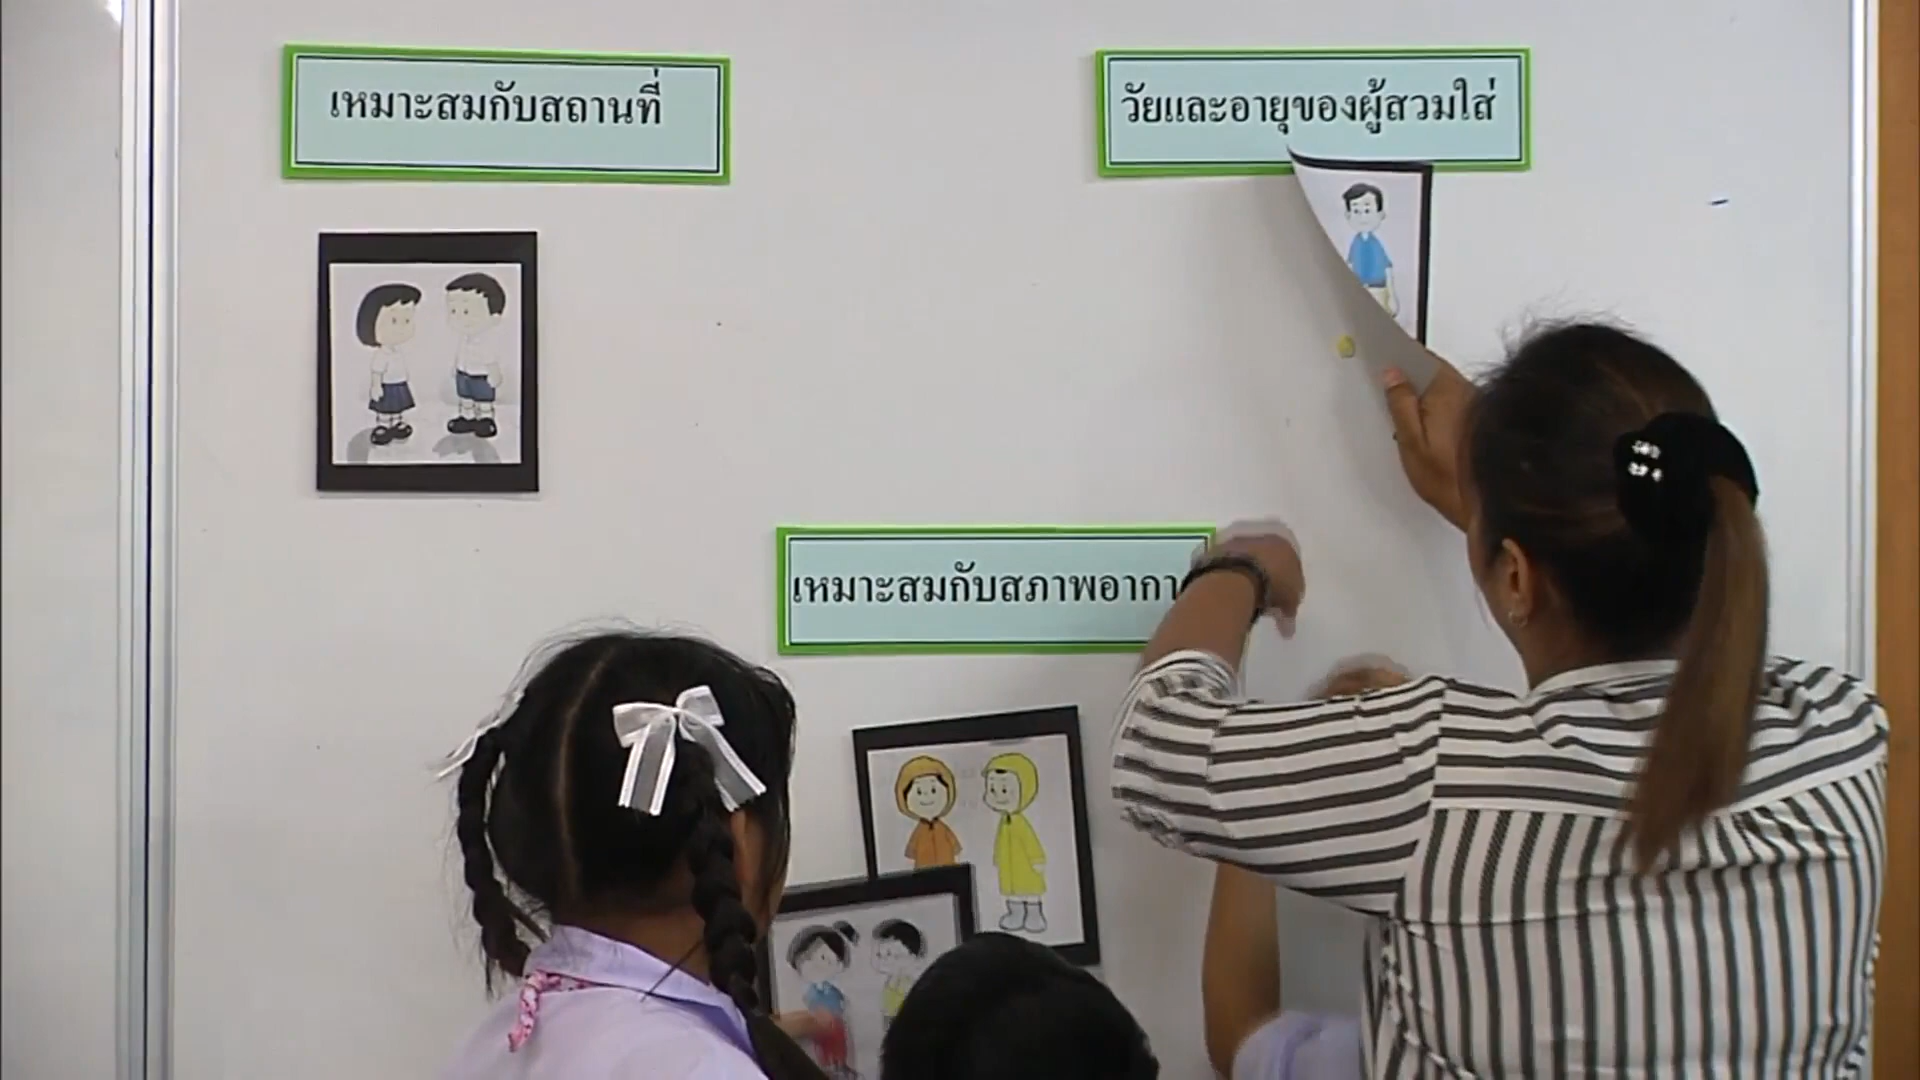 เหมาะสมกับสถานที่
วัยและอายุของผู้สวมใส่
เหมาะสมกับสภาพอากา